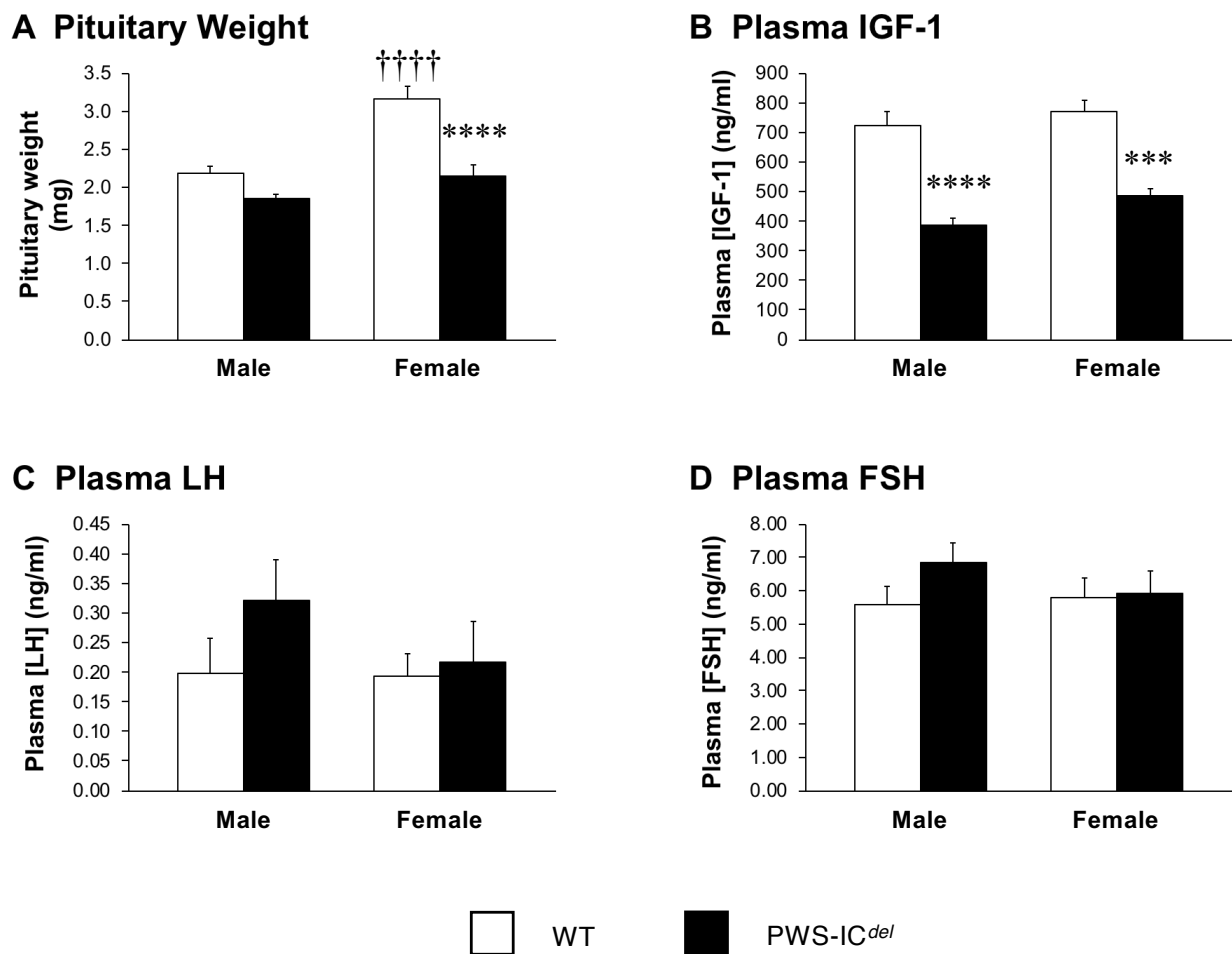 A Pituitary Weight
Pituitary weight
(mg)
3.5
3.0
2.5
2.0
1.5
1.0
0.5
0.0
††††
****
Male Female
B Plasma IGF-1
Plasma [IGF-1] (ng/ml)
900
800
700
600
500
400
300
200
100
0
****
***
Male Female
C Plasma LH
Plasma [LH] (ng/ml)
0.45
0.40
0.35
0.30
0.25
0.20
0.15
0.10
0.05
0.00
Male Female
D Plasma FSH
Plasma [FSH] (ng/ml)
8.00
7.00
6.00
5.00
4.00
3.00
2.00
1.00
0.00
Male Female
WT PWS-ICdel